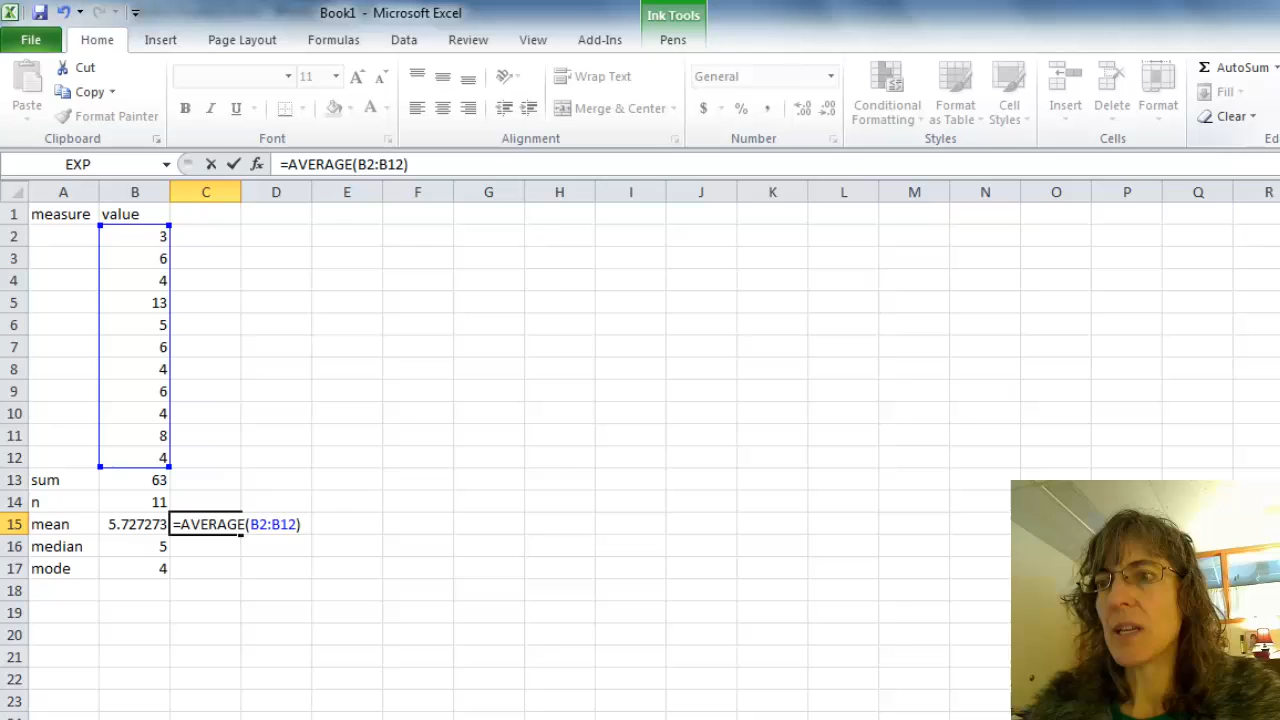 Book1 - Microsoft Excel
Ink Tools
File Home Insert Page Layout Formulas Data Review View Add-Ins Pens
Cut
11
Wrap Text
General
AutoSum
Paste
Copy
B I U
A
Merge & Center
$ % ,
Conditional Formatting
Format as Table
Cell Styles
Insert
Delete
Format
Fill
Format Painter
Clear
Clipboard
Font
Alignment
Number
Styles
Cells
Ed
EXP
fx
=AVERAGE(B2:B12)
A B C D E F G H I J K L M N O P Q R
1 measure value
2 3
3 6
4 4
5 13
6 5
7 6
8 4
9 6
10 4
11 8
12 4
13 sum 63
14 n 11
15 mean 5.727273 =AVERAGE(B2:B12)
16 median 5
17 mode 4
18
19
20
21
22
23